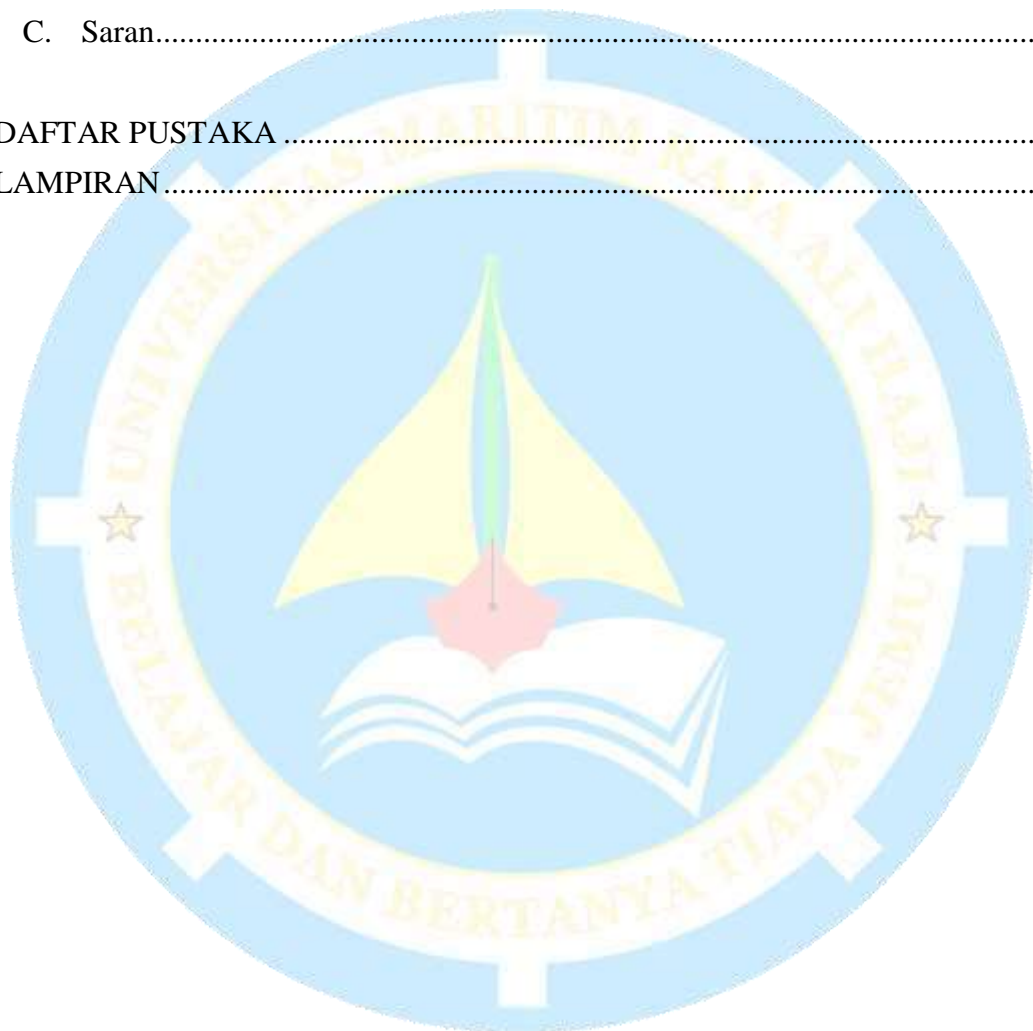 C. Saran........................................................................................................
DAFTAR PUSTAKA ............................................................................................
LAMPIRAN..........................................................................................................
UNIVERSITAS MARITIM RAJA ALI HAJI
BELAJAR DAN BERTANYA TIADA JEMU